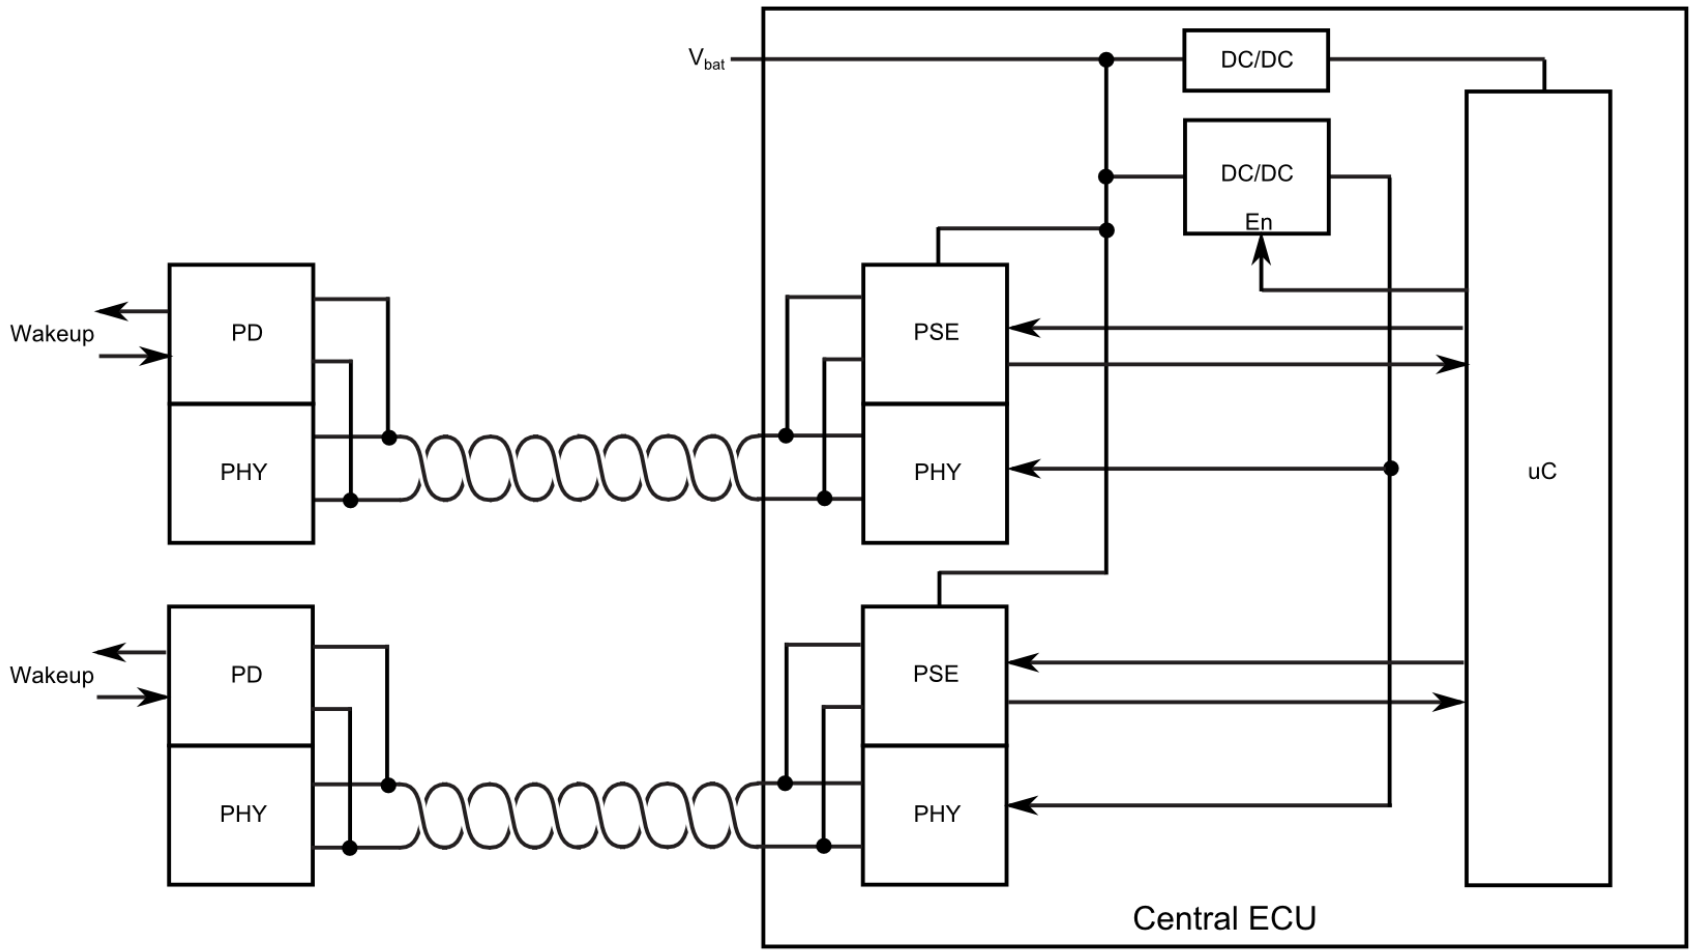 Vbat
DC/DC
DC/DC
En
Wakeup
PD
PHY
PSE
PHY
uC
Wakeup
PD
PHY
PSE
PHY
Central ECU